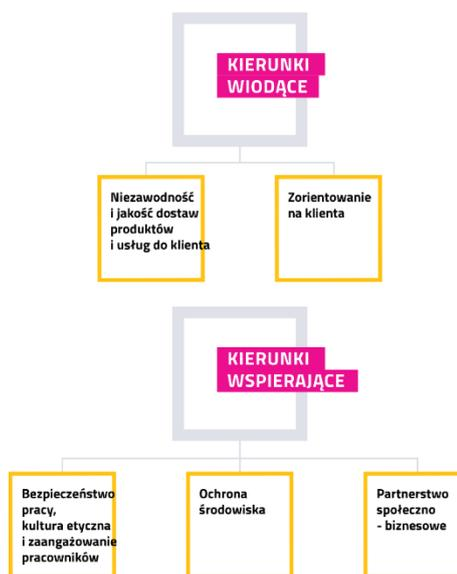 KIERUNKI
WIODĄCE
Niezawodność
i jakość dostaw
produktów
i usług do klienta
Zorientowanie
na klienta
KIERUNKI
WSPIERAJĄCE
Bezpieczeństwo
pracy,
kultura etyczna
i zaangażowanie
pracowników
Ochrona
środowiska
Partnerstwo
społeczno
- biznesowe